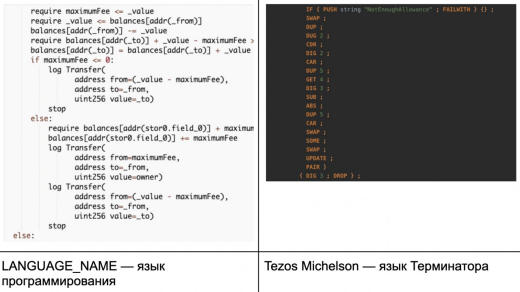 require maximumFee <= _value
require _value <= balances[addr(_from)]
balances[addr(_from)] -= _value
require balances[addr(_to)] + _value - maximumFee >
balances[addr(_to)] = balances[addr(_to)] + _value
if maximumFee <= 0:
log Transfer(
address from=(_value - maximumFee),
address to=_from,
uint256 value=_to)
stop
else:
require balances[addr(stor0.field_0)] + maximum
balances[addr(stor0.field_0)] += maximumFee
log Transfer(
address from=maximumFee,
address to=_from,
uint256 value=owner)
log Transfer(
address from=(_value - maximumFee),
address to=_from,
uint256 value=_to)
stop
else:
IF { PUSH string "NotEnoughAllowance" ; FAILWITH } {} ;
SWAP ;
DUP ;
DUG 2 ;
CDR ;
DIG 2 ;
CAR ;
DUP 5 ;
GET 4 ;
DIG 3 ;
SUB ;
ABS ;
DUP 5 ;
CAR ;
SWAP ;
SOME ;
SWAP ;
UPDATE ;
PAIR }
{ DIG 3 ; DROP } ;
LANGUAGE_NAME — язык
программирования
Tezos Michelson — язык Терминатора